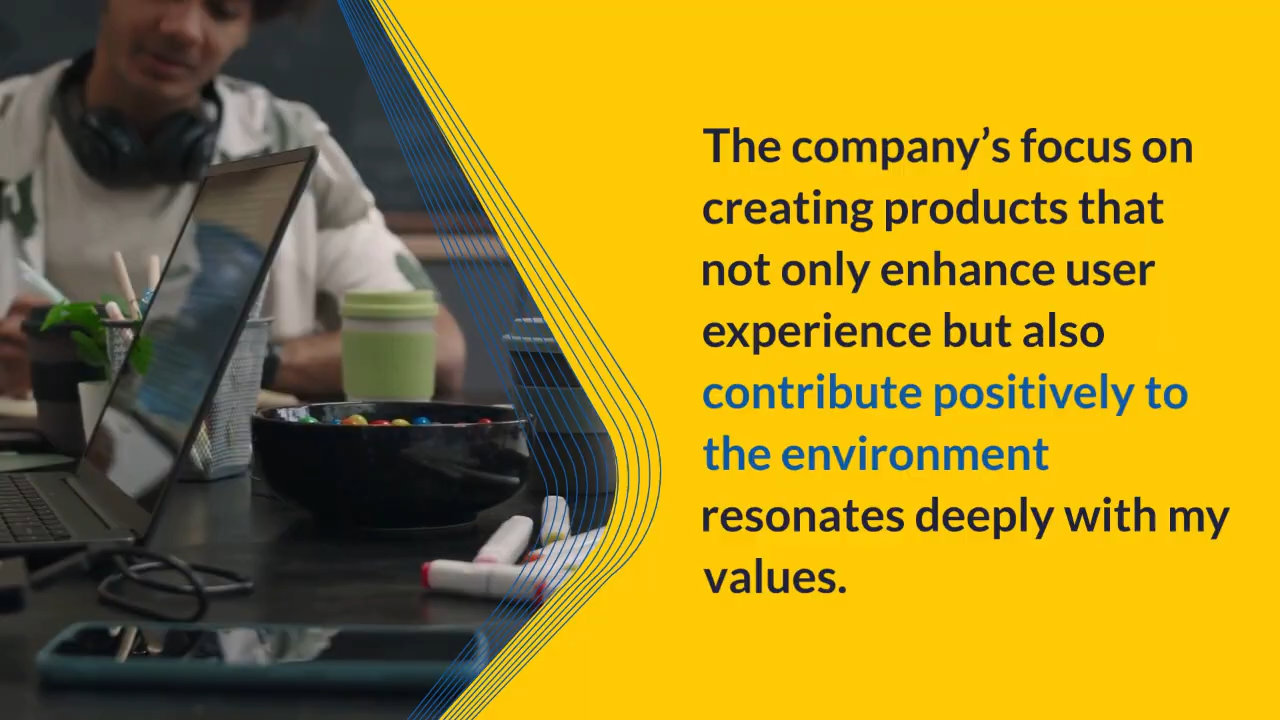 The company’s focus on
creating products that
not only enhance user
experience but also
contribute positively to
the environment
resonates deeply with my
values.